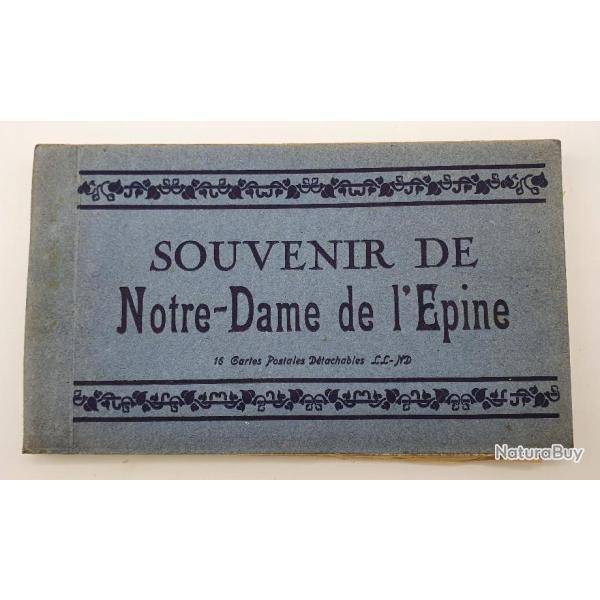 SOUVENIR DE
Notre-Dame de l'Epine
16 Cartes Postales Détachables LL-ND
NaturaBuy